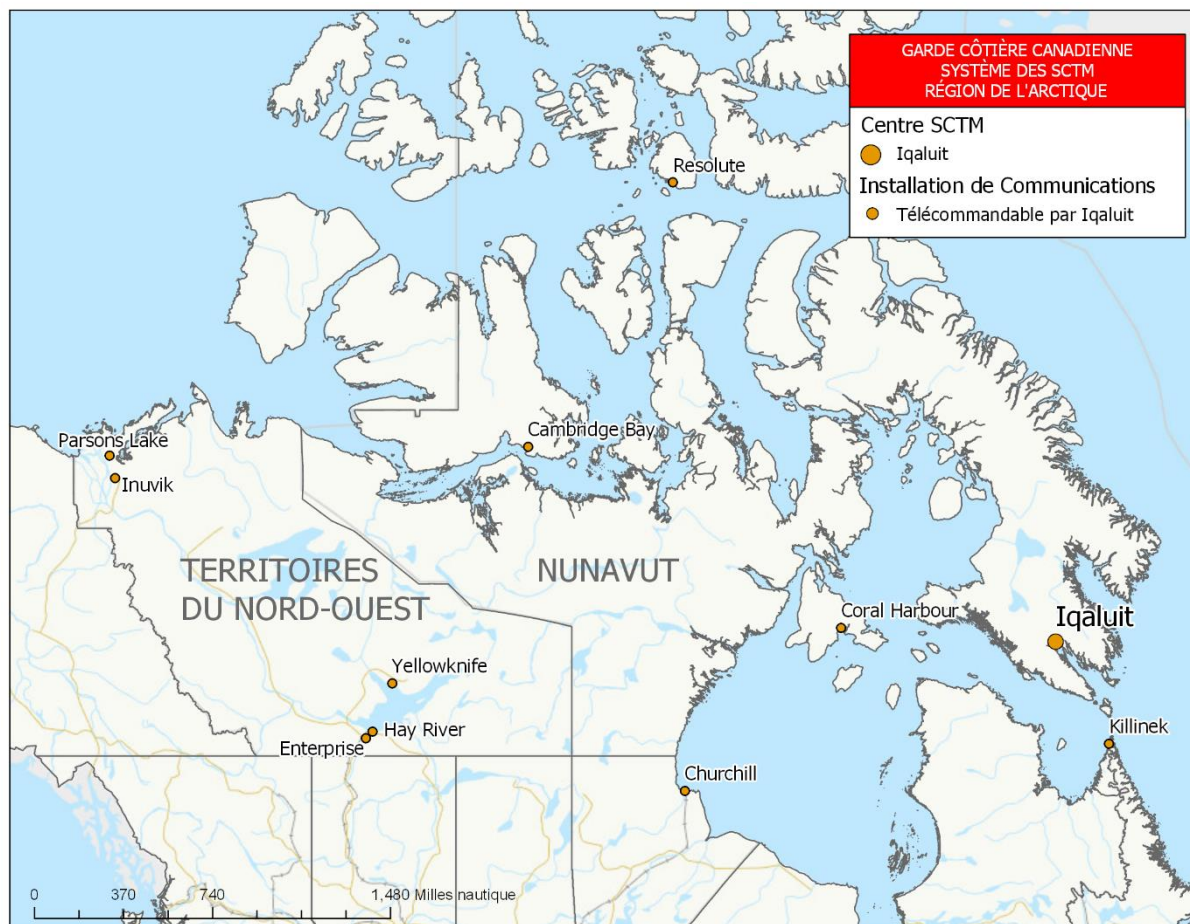 GARDE CÔTIÈRE CANADIENNE
SYSTÈME DES SCTM
RÉGION DE L'ARCTIQUE
Centre SCTM
Iqaluit
Installation de Communications
Télécommandable par Iqaluit
Resolute
Cambridge Bay
Parsons Lake
Inuvik
TERRITOIRES
DU NORD-OUEST
NUNAVUT
Coral Harbour
Iqaluit
Yellowknife
Hay River
Enterprise
Killinek
Churchill
0 370 740 1,480 Milles nautique